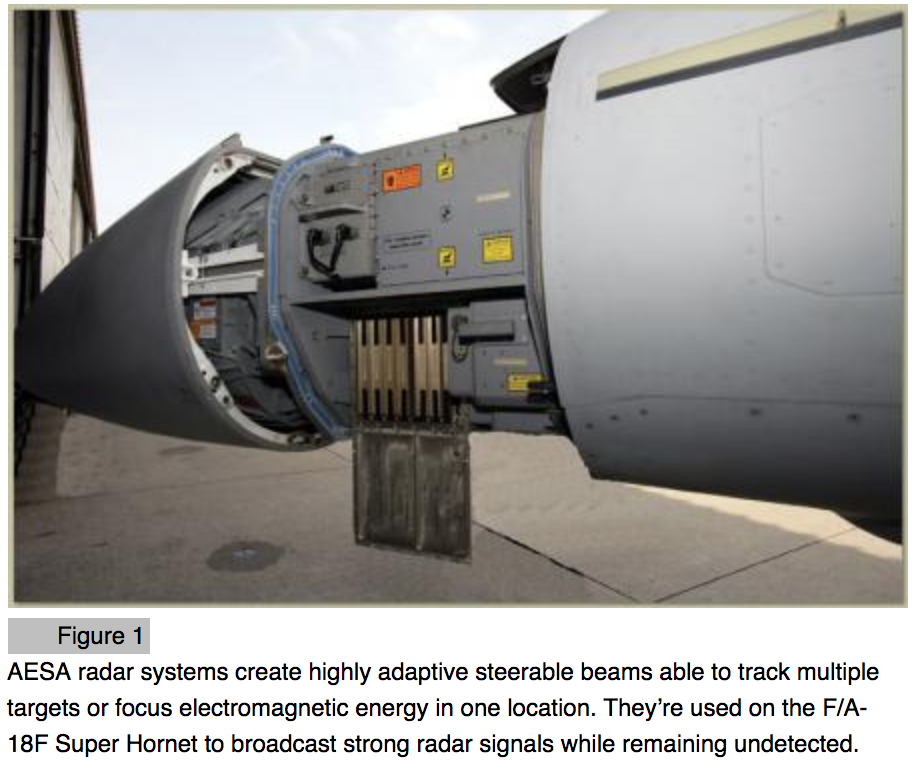 Figure 1
AESA radar systems create highly adaptive steerable beams able to track multiple
targets or focus electromagnetic energy in one location. They’re used on the F/A-
18F Super Hornet to broadcast strong radar signals while remaining undetected.